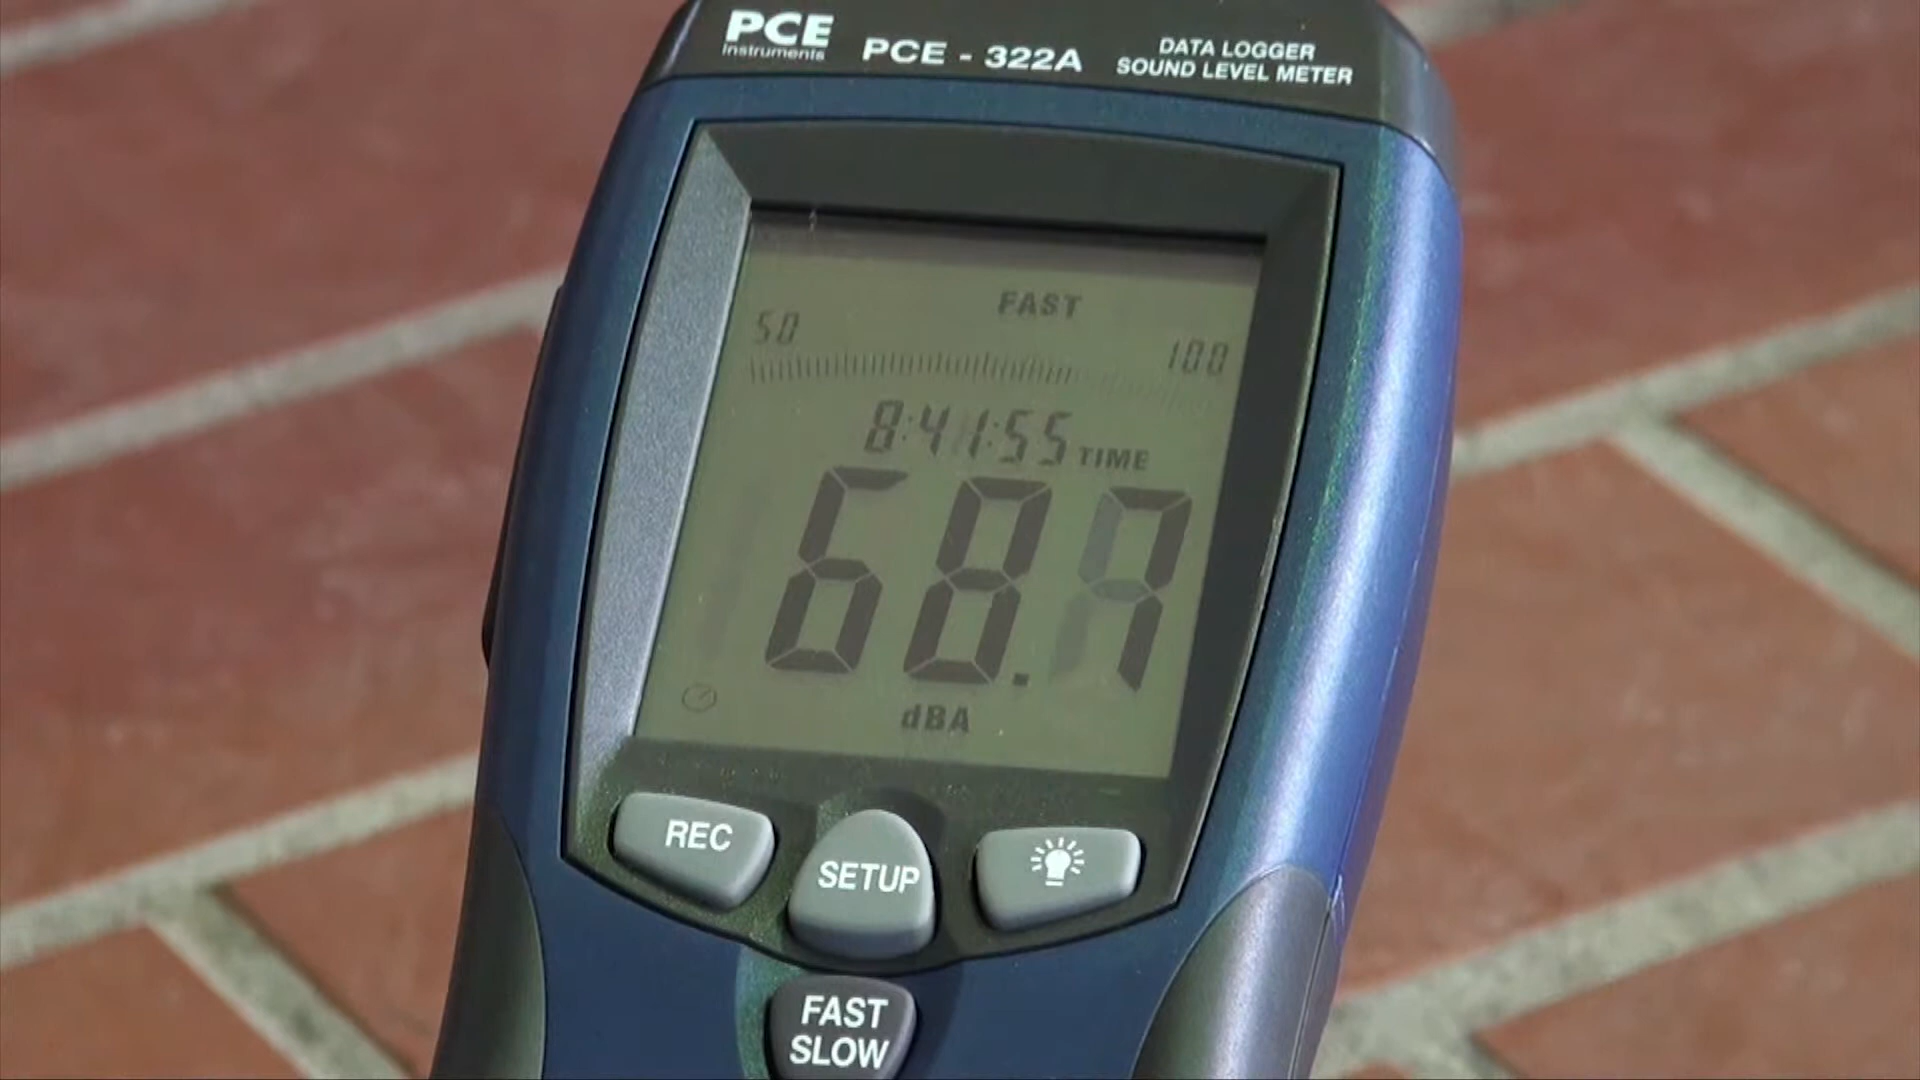 PCE
Instruments
PCE - 322A
DATA LOGGER
SOUND LEVEL METER
FAST
50
100
8:41:55 TIME
68.7
dBA
REC
SETUP
FAST
SLOW